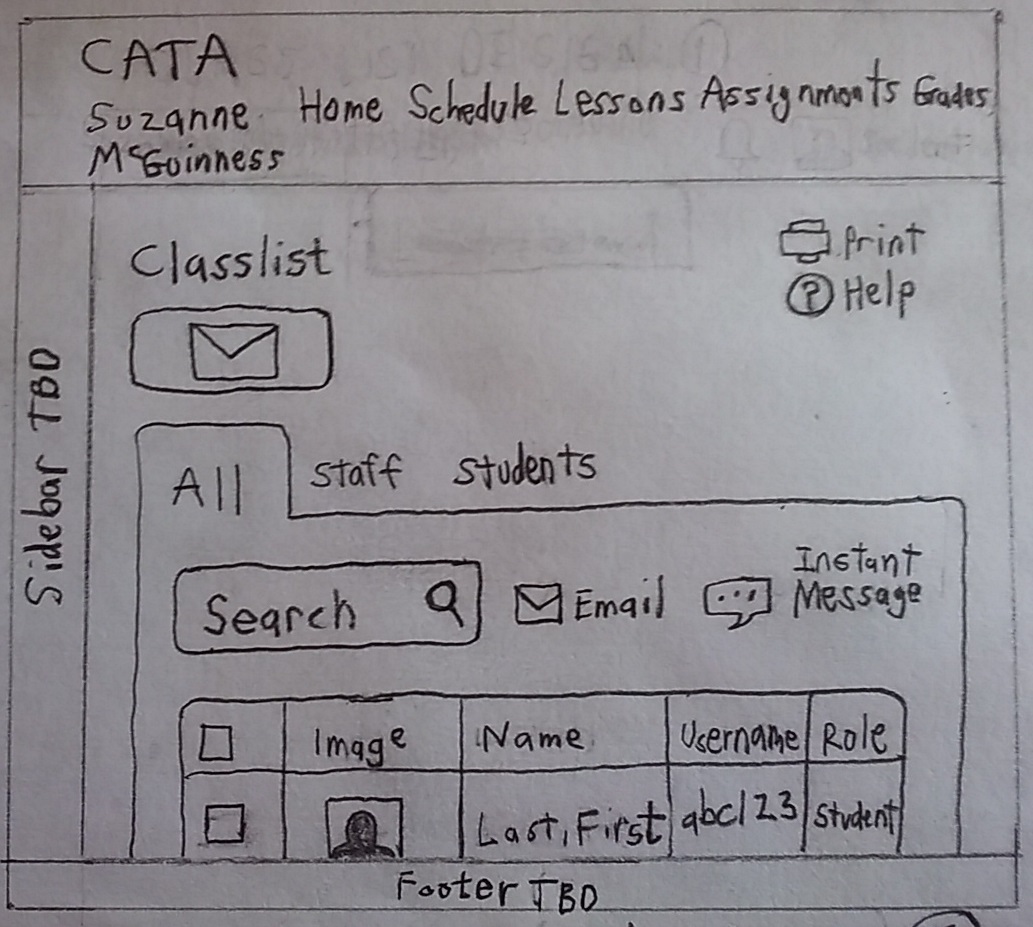 CATA
Suzanne Home Schedule Lessons Assignments Grades
McGuinness
Sidebar TBD
Classlist
Print
? Help
All Staff Students
Search
Email
Instant
Message
Image Name Username Role
Last, First abc123 Student
Footer TBD